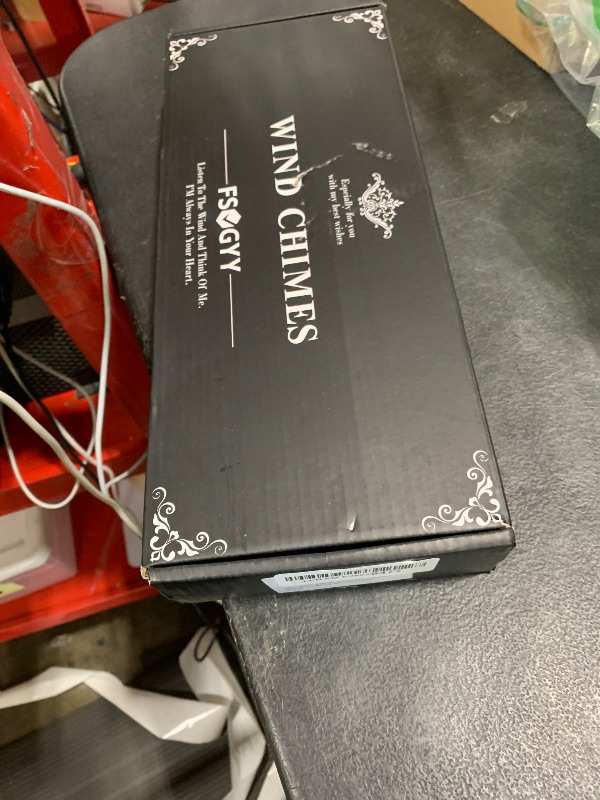 Especially for you
with my best wishes
WIND CHIMES
FSOGYY
Listen To The Wind And Think Of Me.
I'M Always In Your Heart.